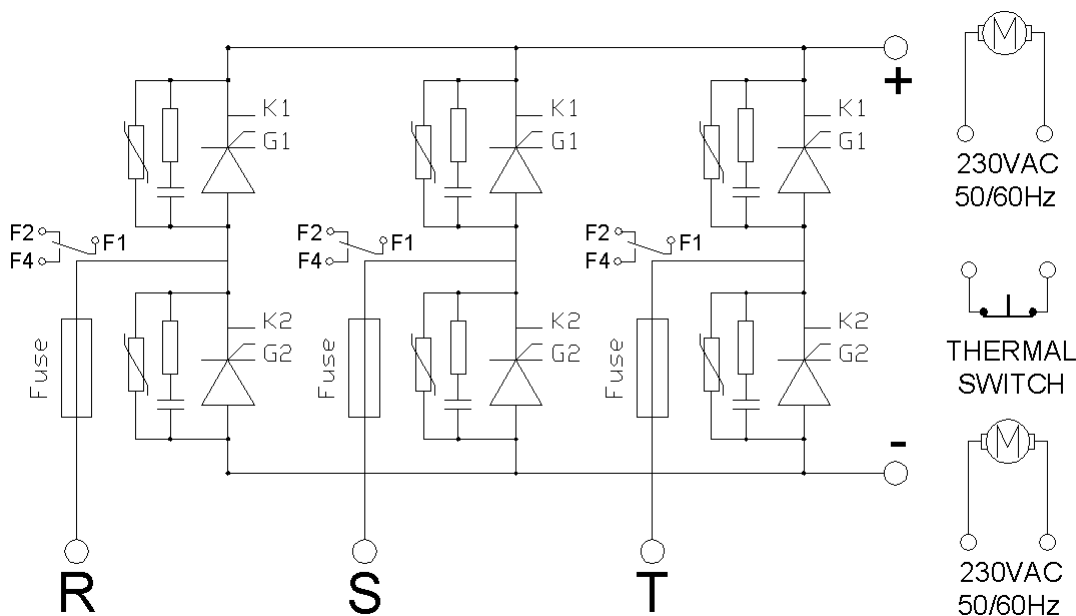 +
M
230VAC
50/60Hz
K1
G1
K1
G1
K1
G1
F2
F1
F4
F2
F1
F4
F2
F1
F4
Fuse
K2
G2
Fuse
K2
G2
Fuse
K2
G2
THERMAL
SWITCH
-
M
230VAC
50/60Hz
R
S
T